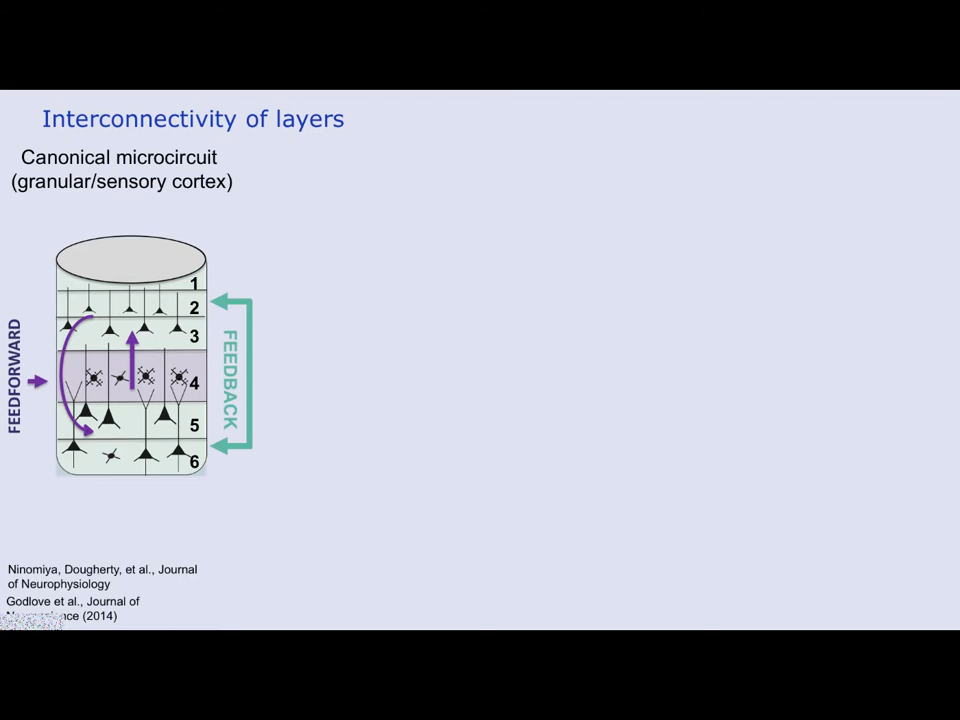 Interconnectivity of layers
Canonical microcircuit
(granular/sensory cortex)
1
2
3
4
5
6
FEEDFORWARD
FEEDBACK
Ninomiya, Dougherty, et al., Journal
of Neurophysiology
Godlove et al., Journal of
(2014)